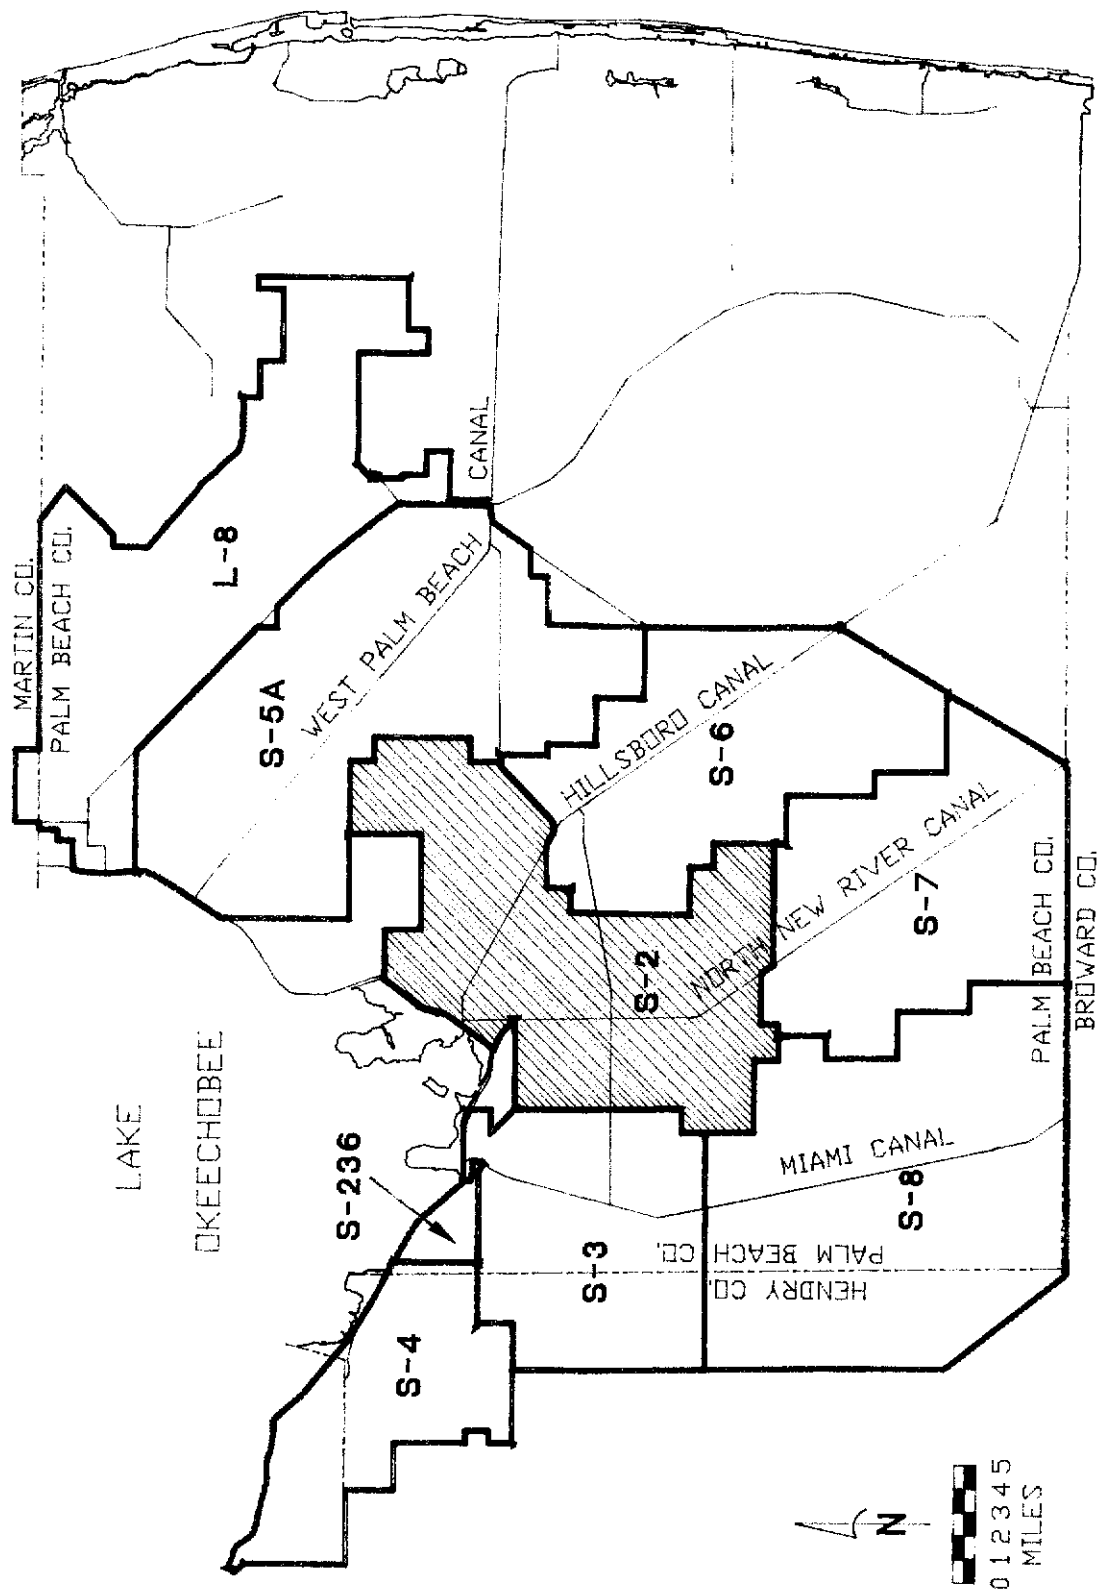 MARTIN CO.
PALM BEACH CO.
L-8
CANAL
WEST PALM BEACH
S-5A
HILLSBORO CANAL
S-6
NORTH NEW RIVER CANAL
S-7
S-2
LAKE
OKEECHOBEE
S-236
MIAMI CANAL
S-8
S-3
S-4
PALM BEACH CO.
HENDRY CO.
PALM BEACH CO.
BROWARD CO.
N
0 1 2 3 4 5
MILES